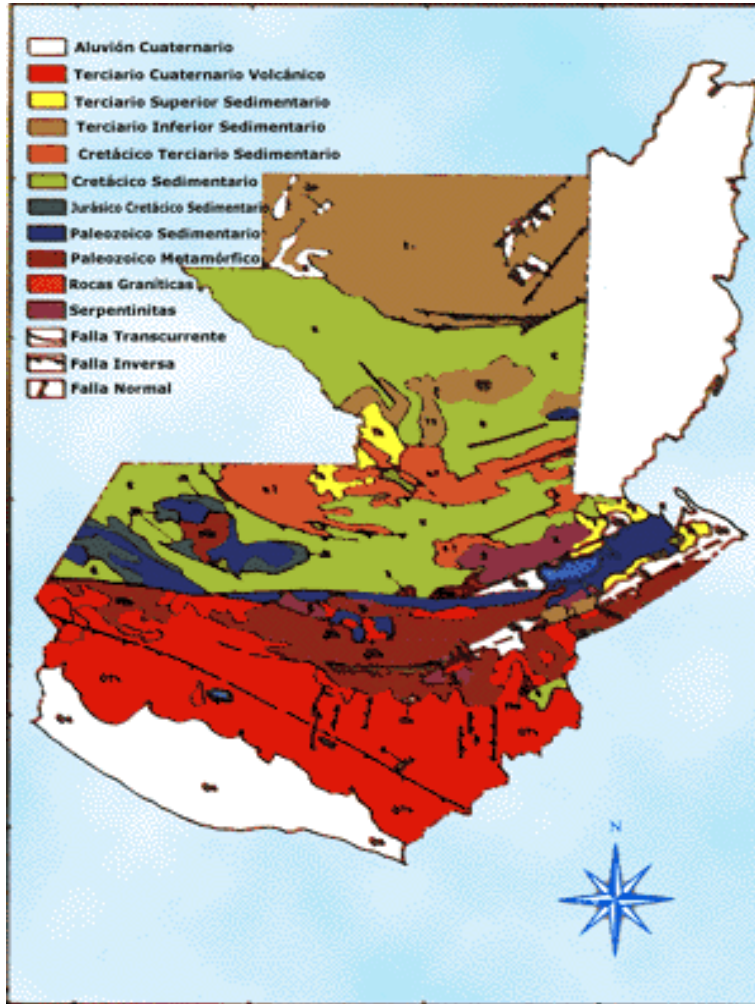 Aluvión Cuaternario
Terciario Cuaternario Volcánico
Terciario Superior Sedimentario
Terciario Inferior Sedimentario
Cretácico Terciario Sedimentario
Cretácico Sedimentario
Jurásico Cretácico Sedimentario
Paleozoico Sedimentario
Paleozoico Metamórfico
Rocas Graníticas
Serpentinitas
Falla Transcurrente
Falla Inversa
Falla Normal
N